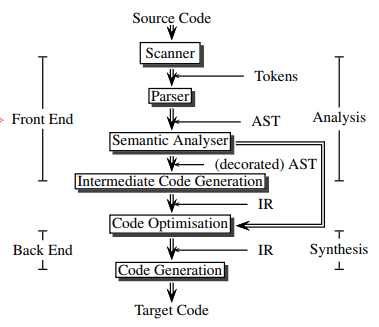 Source Code
Scanner
Tokens
Parser
Front End
AST
Analysis
Semantic Analyser
(decorated) AST
Intermediate Code Generation
IR
Code Optimisation
Back End
IR
Synthesis
Code Generation
Target Code